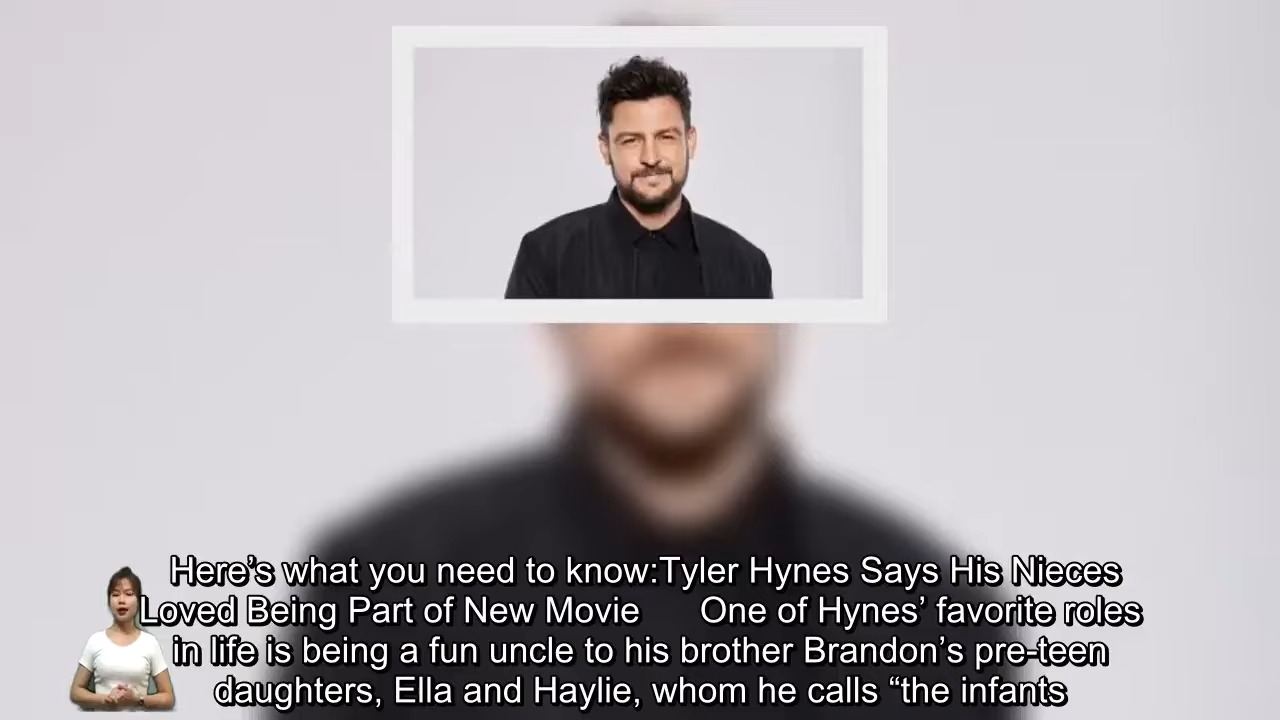 Here’s what you need to know:Tyler Hynes Says His Nieces
Loved Being Part of New Movie One of Hynes’ favorite roles
in life is being a fun uncle to his brother Brandon’s pre-teen
daughters, Ella and Haylie, whom he calls “the infants